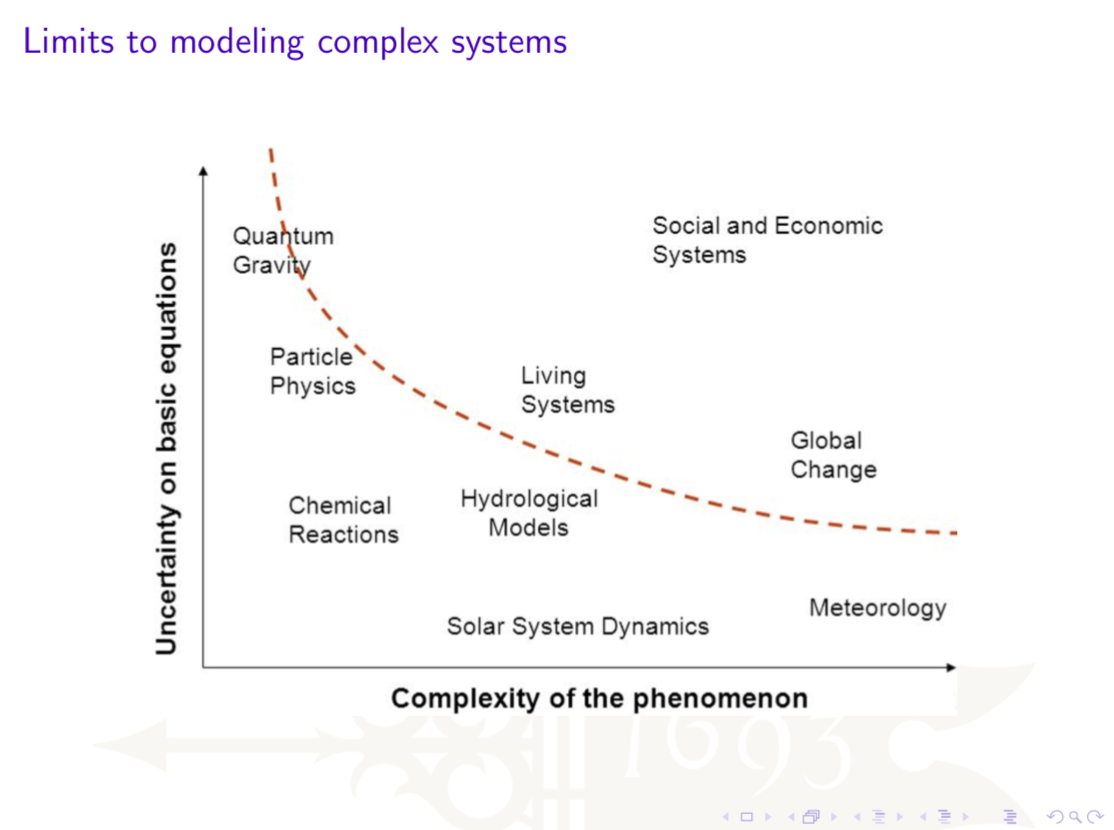 Limits to modeling complex systems
Quantum
Gravity
Social and Economic
Systems
Particle
Physics
Living
Systems
Global
Change
Chemical
Reactions
Hydrological
Models
Meteorology
Solar System Dynamics
Uncertainty on basic equations
Complexity of the phenomenon
1693